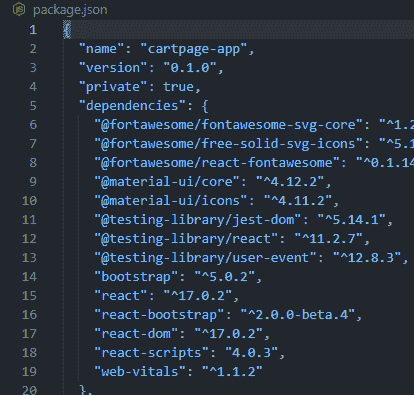 package.json
1 {
2 "name": "cartpage-app",
3 "version": "0.1.0",
4 "private": true,
5 "dependencies": {
6 "@fortawesome/fontawesome-svg-core": "^1.2
7 "@fortawesome/free-solid-svg-icons": "^5.1
8 "@fortawesome/react-fontawesome": "^0.1.14
9 "@material-ui/core": "^4.12.2",
10 "@material-ui/icons": "^4.11.2",
11 "@testing-library/jest-dom": "^5.14.1",
12 "@testing-library/react": "^11.2.7",
13 "@testing-library/user-event": "^12.8.3",
14 "bootstrap": "^5.0.2",
15 "react": "^17.0.2",
16 "react-bootstrap": "^2.0.0-beta.4",
17 "react-dom": "^17.0.2",
18 "react-scripts": "4.0.3",
19 "web-vitals": "^1.1.2"
20 },